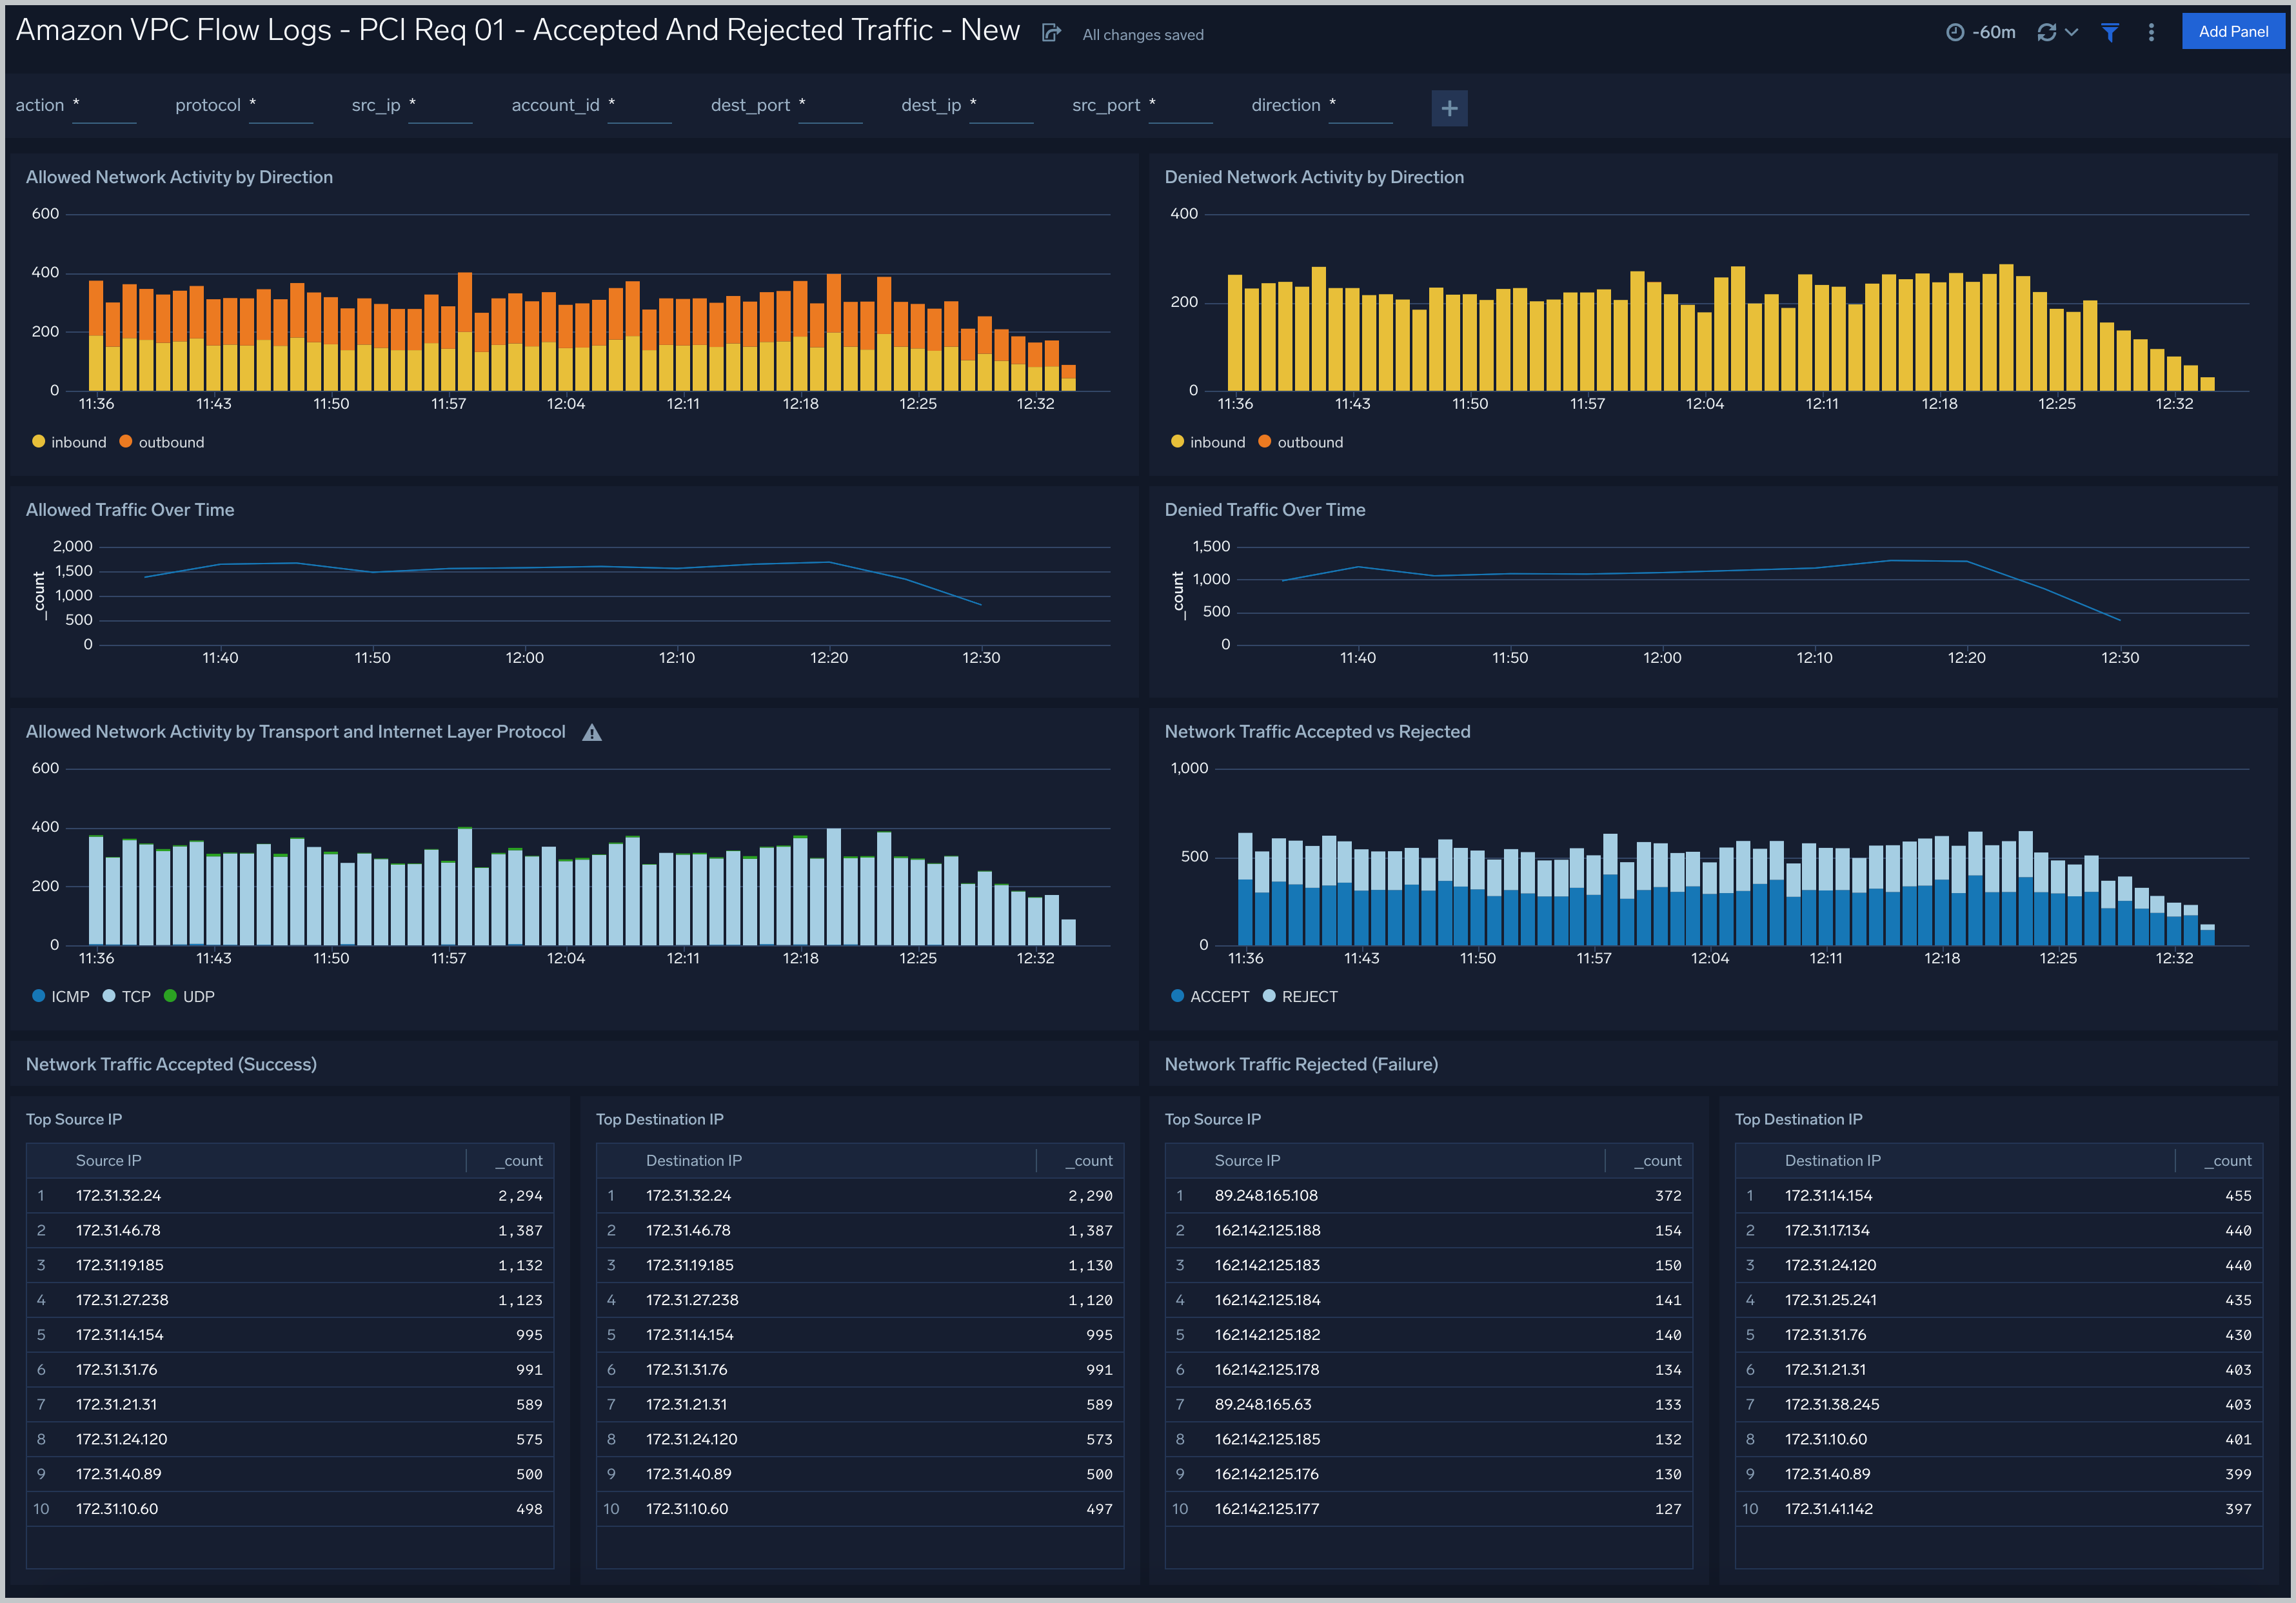 Amazon VPC Flow Logs - PCI Req 01 - Accepted And Rejected Traffic - New All changes saved -60m Add Panel
action * protocol * src_ip * account_id * dest_port * dest_ip * src_port * direction *
Allowed Network Activity by Direction
600
400
200
0
11:36 11:43 11:50 11:57 12:04 12:11 12:18 12:25 12:32
inbound outbound
Denied Network Activity by Direction
400
200
0
11:36 11:43 11:50 11:57 12:04 12:11 12:18 12:25 12:32
inbound outbound
Allowed Traffic Over Time
_count
2,000
1,500
1,000
500
0
11:40 11:50 12:00 12:10 12:20 12:30
Denied Traffic Over Time
_count
1,500
1,000
500
0
11:40 11:50 12:00 12:10 12:20 12:30
Allowed Network Activity by Transport and Internet Layer Protocol
600
400
200
0
11:36 11:43 11:50 11:57 12:04 12:11 12:18 12:25 12:32
ICMP TCP UDP
Network Traffic Accepted vs Rejected
1,000
500
0
11:36 11:43 11:50 11:57 12:04 12:11 12:18 12:25 12:32
ACCEPT REJECT
Network Traffic Accepted (Success)
Top Source IP
Source IP _count
1 172.31.32.24 2,294
2 172.31.46.78 1,387
3 172.31.19.185 1,132
4 172.31.27.238 1,123
5 172.31.14.154 995
6 172.31.31.76 991
7 172.31.21.31 589
8 172.31.24.120 575
9 172.31.40.89 500
10 172.31.10.60 498
Top Destination IP
Destination IP _count
1 172.31.32.24 2,290
2 172.31.46.78 1,387
3 172.31.19.185 1,130
4 172.31.27.238 1,120
5 172.31.14.154 995
6 172.31.31.76 991
7 172.31.21.31 589
8 172.31.24.120 573
9 172.31.40.89 500
10 172.31.10.60 497
Network Traffic Rejected (Failure)
Top Source IP
Source IP _count
1 89.248.165.108 372
2 162.142.125.188 154
3 162.142.125.183 150
4 162.142.125.184 141
5 162.142.125.182 140
6 162.142.125.178 134
7 89.248.165.63 133
8 162.142.125.185 132
9 162.142.125.176 130
10 162.142.125.177 127
Top Destination IP
Destination IP _count
1 172.31.14.154 455
2 172.31.17.134 440
3 172.31.24.120 440
4 172.31.25.241 435
5 172.31.31.76 430
6 172.31.21.31 403
7 172.31.38.245 403
8 172.31.10.60 401
9 172.31.40.89 399
10 172.31.41.142 397